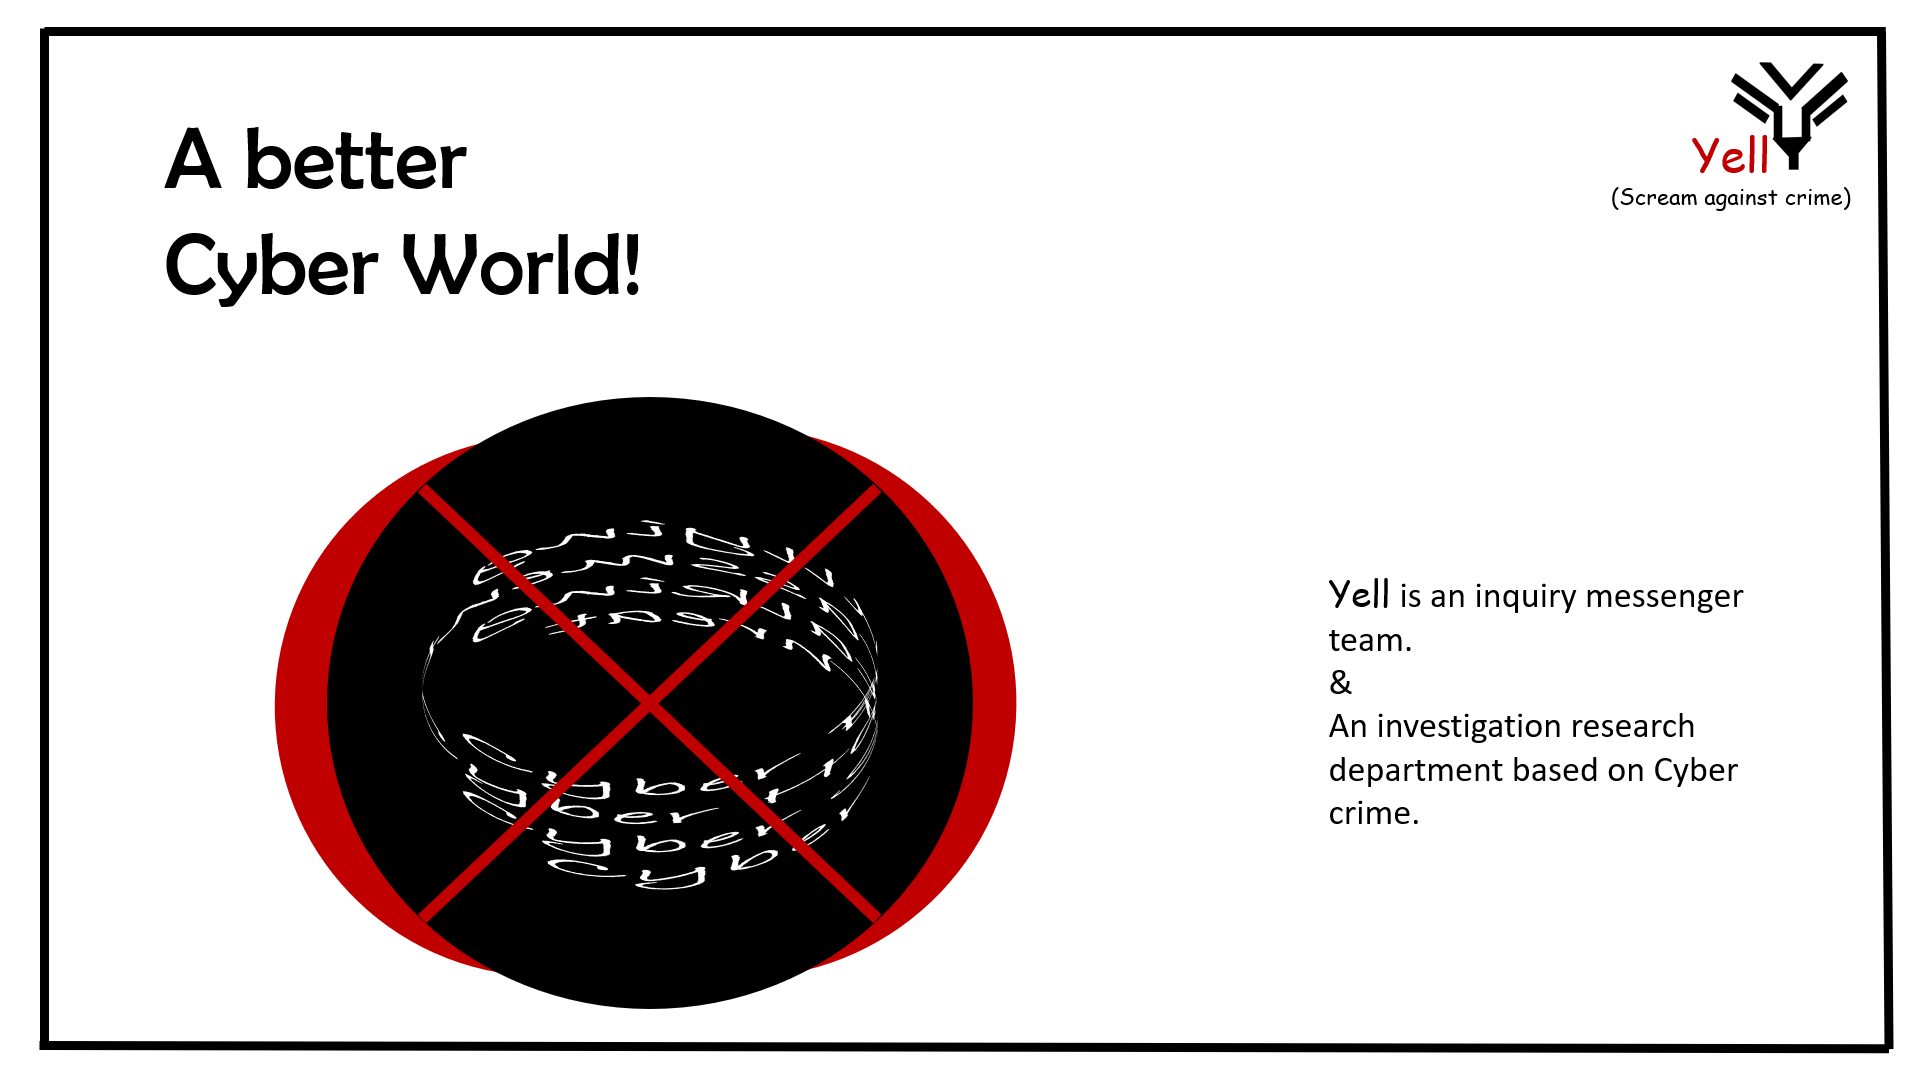 A better
Cyber World!
Yell
(Scream against crime)
Yell is an inquiry messenger
team.
&
An investigation research
department based on Cyber
crime.